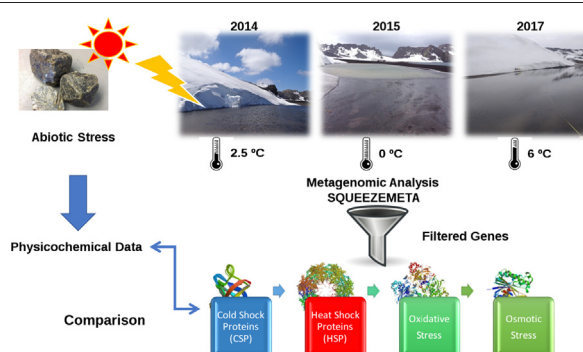 2014
2015
2017
Abiotic Stress
2.5 ºC
0 ºC
6 ºC
Metagenomic Analysis
SQUEEZEMETA
Filtered Genes
Physicochemical Data
Comparison
Cold Shock
Proteins
(CSP)
Heat Shock
Proteins
(HSP)
Oxidative
Stress
Osmotic
Stress